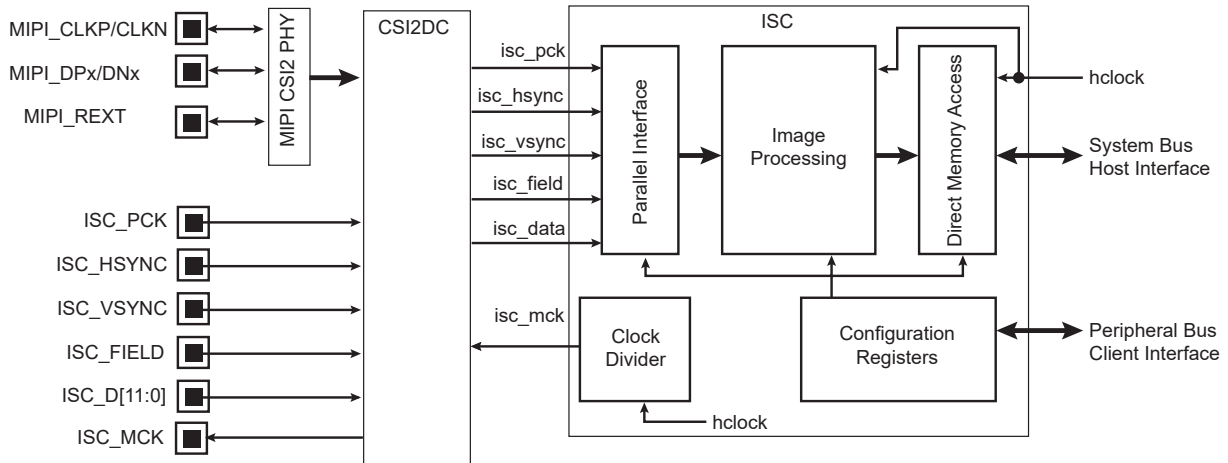 MIPI_CLKP/CLKN
MIPI_DPx/DNx
MIPI_REXT
MIPI CSI2 PHY
CSI2DC
ISC
isc_pck
isc_hsync
isc_vsync
isc_field
isc_data
isc_mck
Parallel Interface
Image
Processing
Direct Memory Access
hclock
System Bus
Host Interface
ISC_PCK
ISC_HSYNC
ISC_VSYNC
ISC_FIELD
ISC_D[11:0]
ISC_MCK
Clock
Divider
hclock
Configuration
Registers
Peripheral Bus
Client Interface